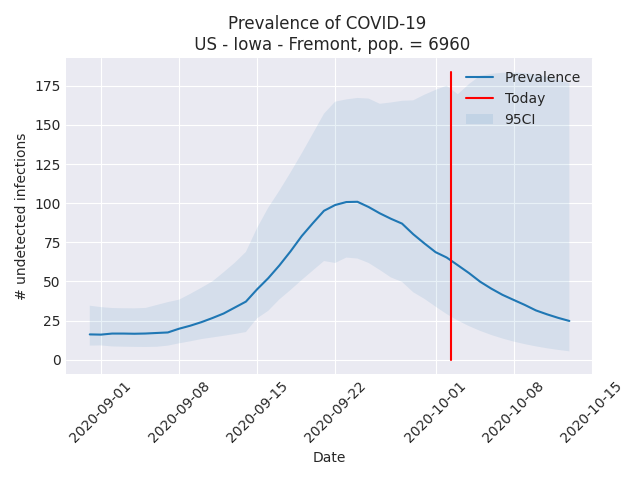 Prevalence of COVID-19
US - Iowa - Fremont, pop. = 6960
Prevalence
Today
95CI
# undetected infections
175
150
125
100
75
50
25
0
2020-09-01
2020-09-08
2020-09-15
2020-09-22
2020-10-01
2020-10-08
2020-10-15
Date